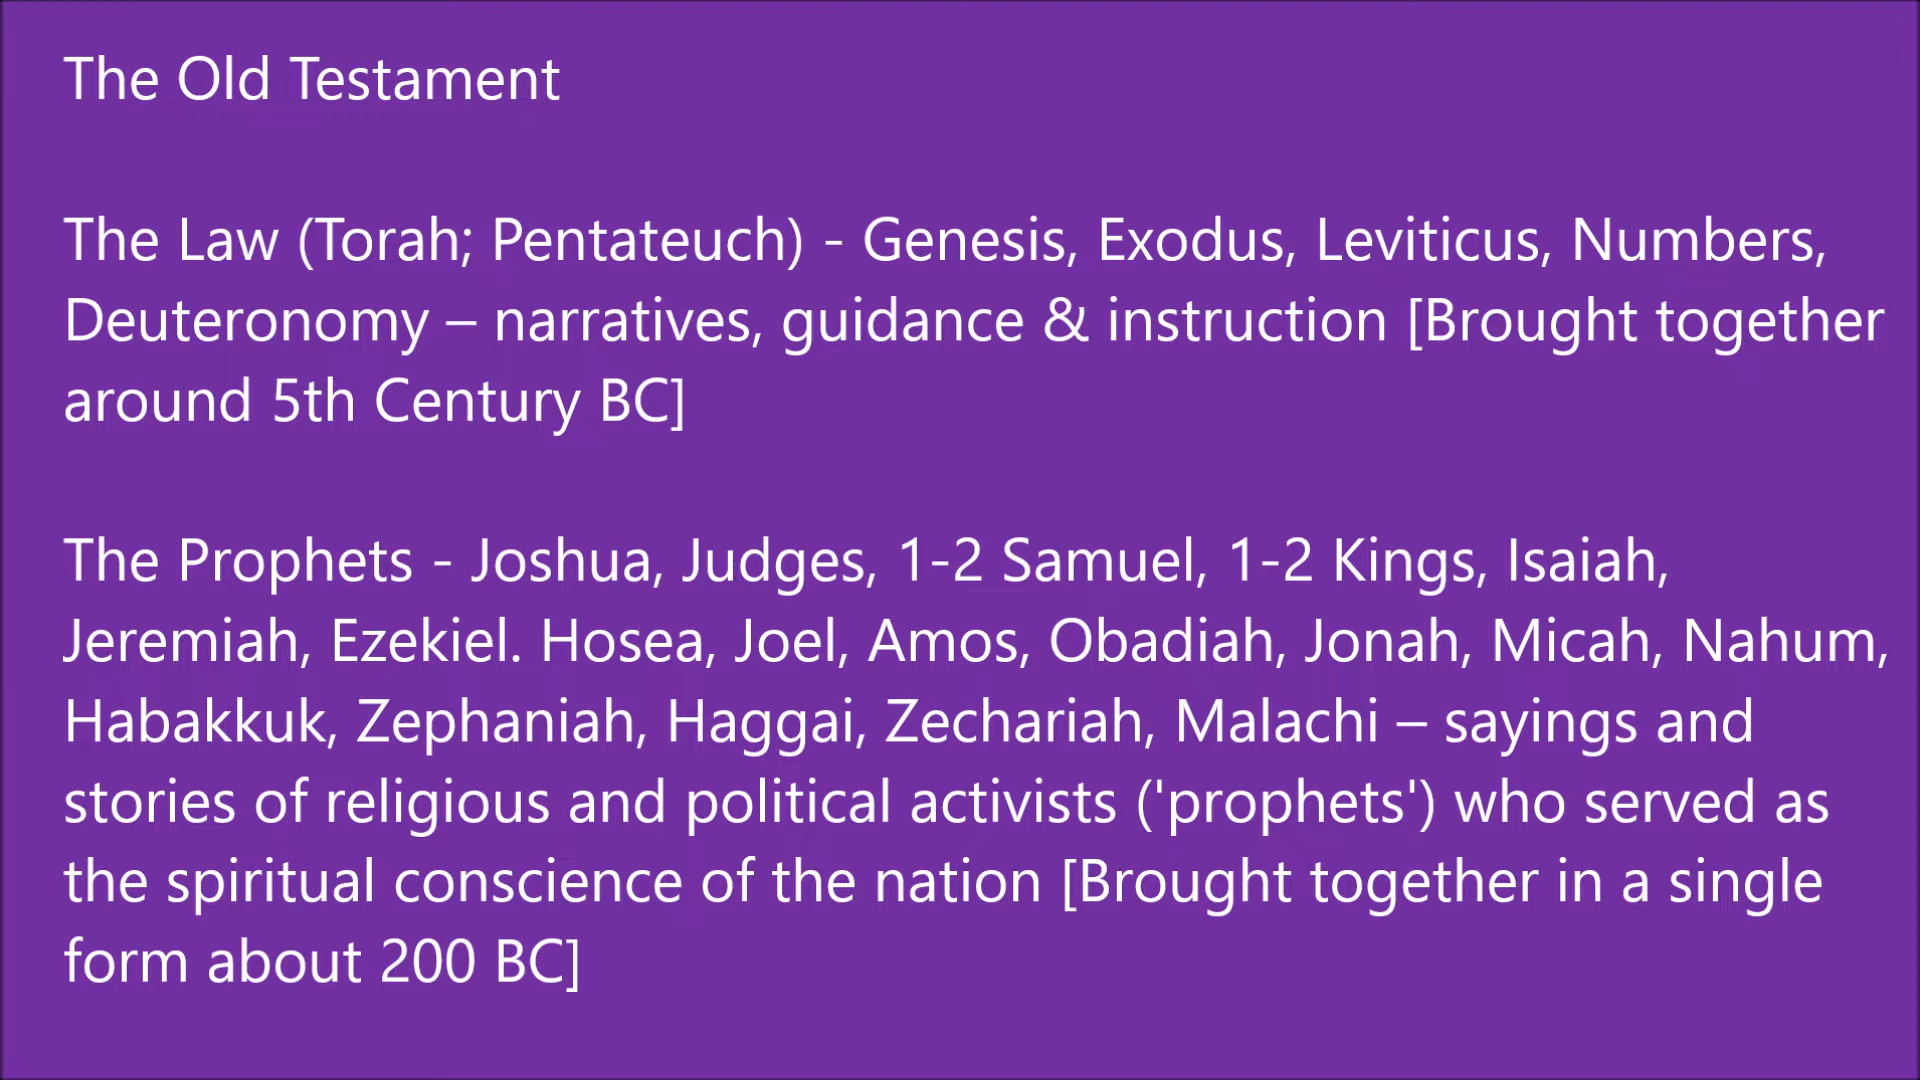 The Old Testament
The Law (Torah; Pentateuch) - Genesis, Exodus, Leviticus, Numbers,
Deuteronomy – narratives, guidance & instruction [Brought together
around 5th Century BC]
The Prophets - Joshua, Judges, 1-2 Samuel, 1-2 Kings, Isaiah,
Jeremiah, Ezekiel. Hosea, Joel, Amos, Obadiah, Jonah, Micah, Nahum,
Habakkuk, Zephaniah, Haggai, Zechariah, Malachi – sayings and
stories of religious and political activists ('prophets') who served as
the spiritual conscience of the nation [Brought together in a single
form about 200 BC]